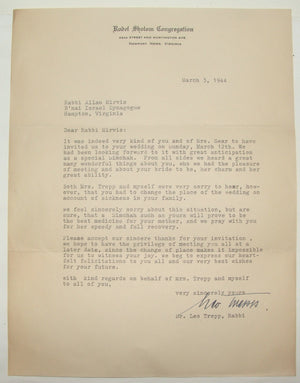 Rodef Sholom Congregation
Newport News, Virginia
March 3, 1944
Rabbi Allan Mirvis
B'nai Israel Synagogue
Hampton, Virginia
Dear Rabbi Mirvis:
It was indeed very kind of you and of Mrs. Sear to have
invited us to your wedding on Sunday, March 12th. We
had been looking forward to it with great anticipation
as a special Simchah. From all sides we heard a great
many wonderful things about you, who we had the pleasure
of meeting and about your bride to be, her charm and her
great ability.
Both Mrs. Trepp and myself were very sorry to hear, how-
ever, that you had to change the place of the wedding on
account of sickness in your family.
We feel sincerely sorry about this situation, but are
sure, that a Simchah such as yours will prove to be
the best medicine for your mother, and we pray with you
for her speedy and full recovery.
Please accept our sincere thanks for your invitation.
We hope to have the privilege of meeting you all at a
later date, since the change of place makes it impossible
for us to witness your joy. We beg to express our heart-
felt felicitations to you all and our very best wishes
for your future.
With kind regards on behalf of Mrs. Trepp and myself
to all of you,
very sincerely yours
Leo Trepp, Rabbi